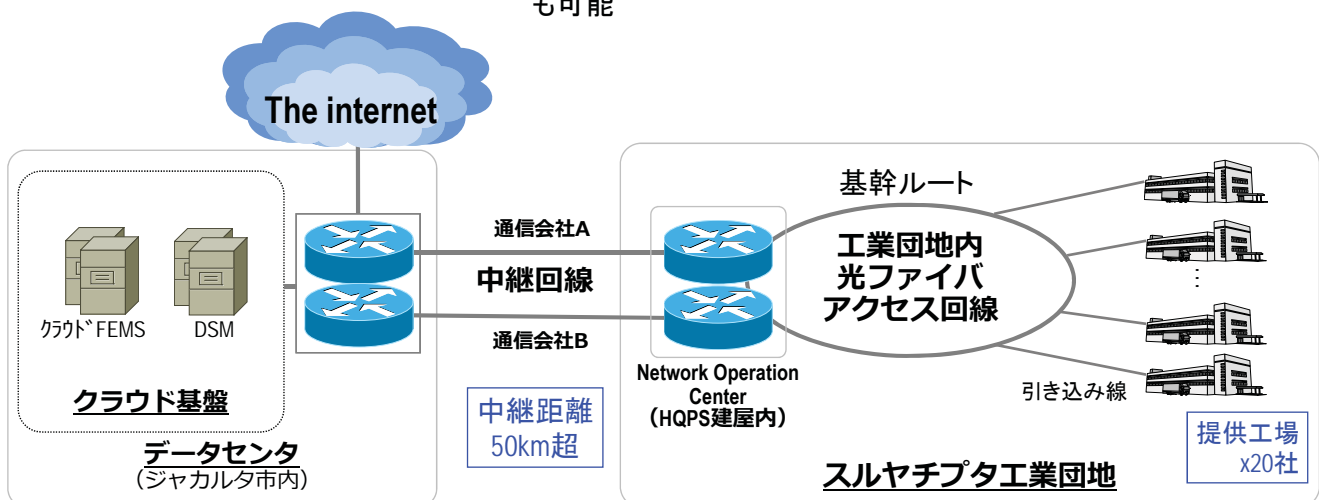 も可能
The internet
クラウドFEMS
DSM
クラウド基盤
データセンタ
(ジャカルタ市内)
通信会社A
中継回線
通信会社B
中継距離
50km超
Network Operation
Center
(HQPS建屋内)
基幹ルート
工業団地内
光ファイバ
アクセス回線
⋮
引き込み線
提供工場
x20社
スルヤチプタ工業団地